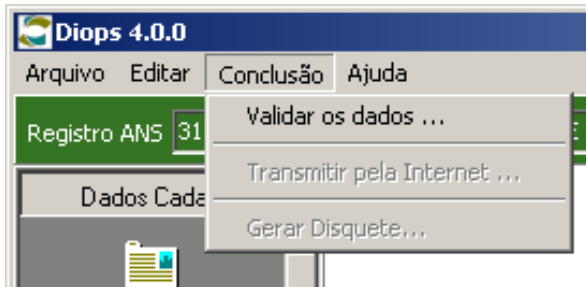 Diops 4.0.0
Arquivo Editar Conclusão Ajuda
Validar os dados ...
Registro ANS 31
Transmitir pela Internet ...
Dados Cada
Gerar Disquete...